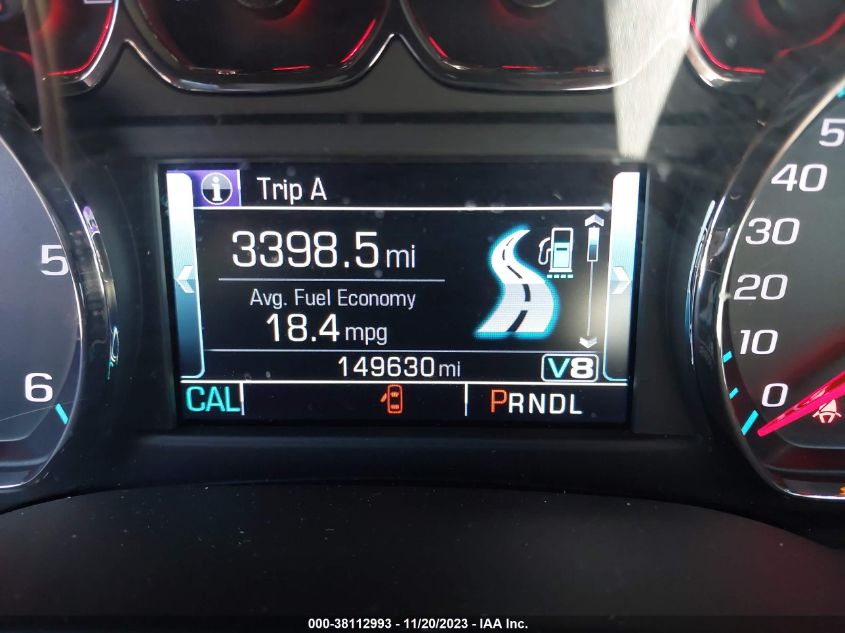 Trip A
3398.5 mi
Avg. Fuel Economy
18.4 mpg
149630 mi V8
CAL PRNDL
5
6
5
40
30
20
10
0
000-38112993 - 11/20/2023 - IAA Inc.